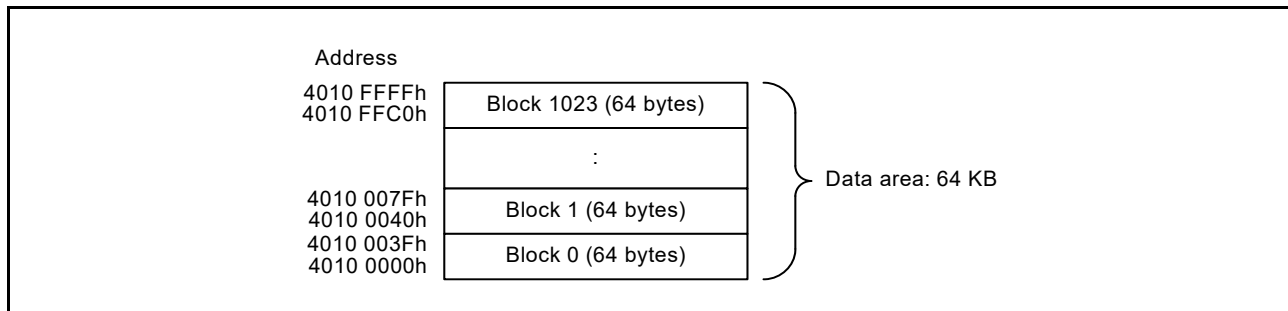 Address
4010 FFFFh
Block 1023 (64 bytes)
4010 FFC0h
:
Data area: 64 KB
4010 007Fh
Block 1 (64 bytes)
4010 0040h
4010 003Fh
Block 0 (64 bytes)
4010 0000h